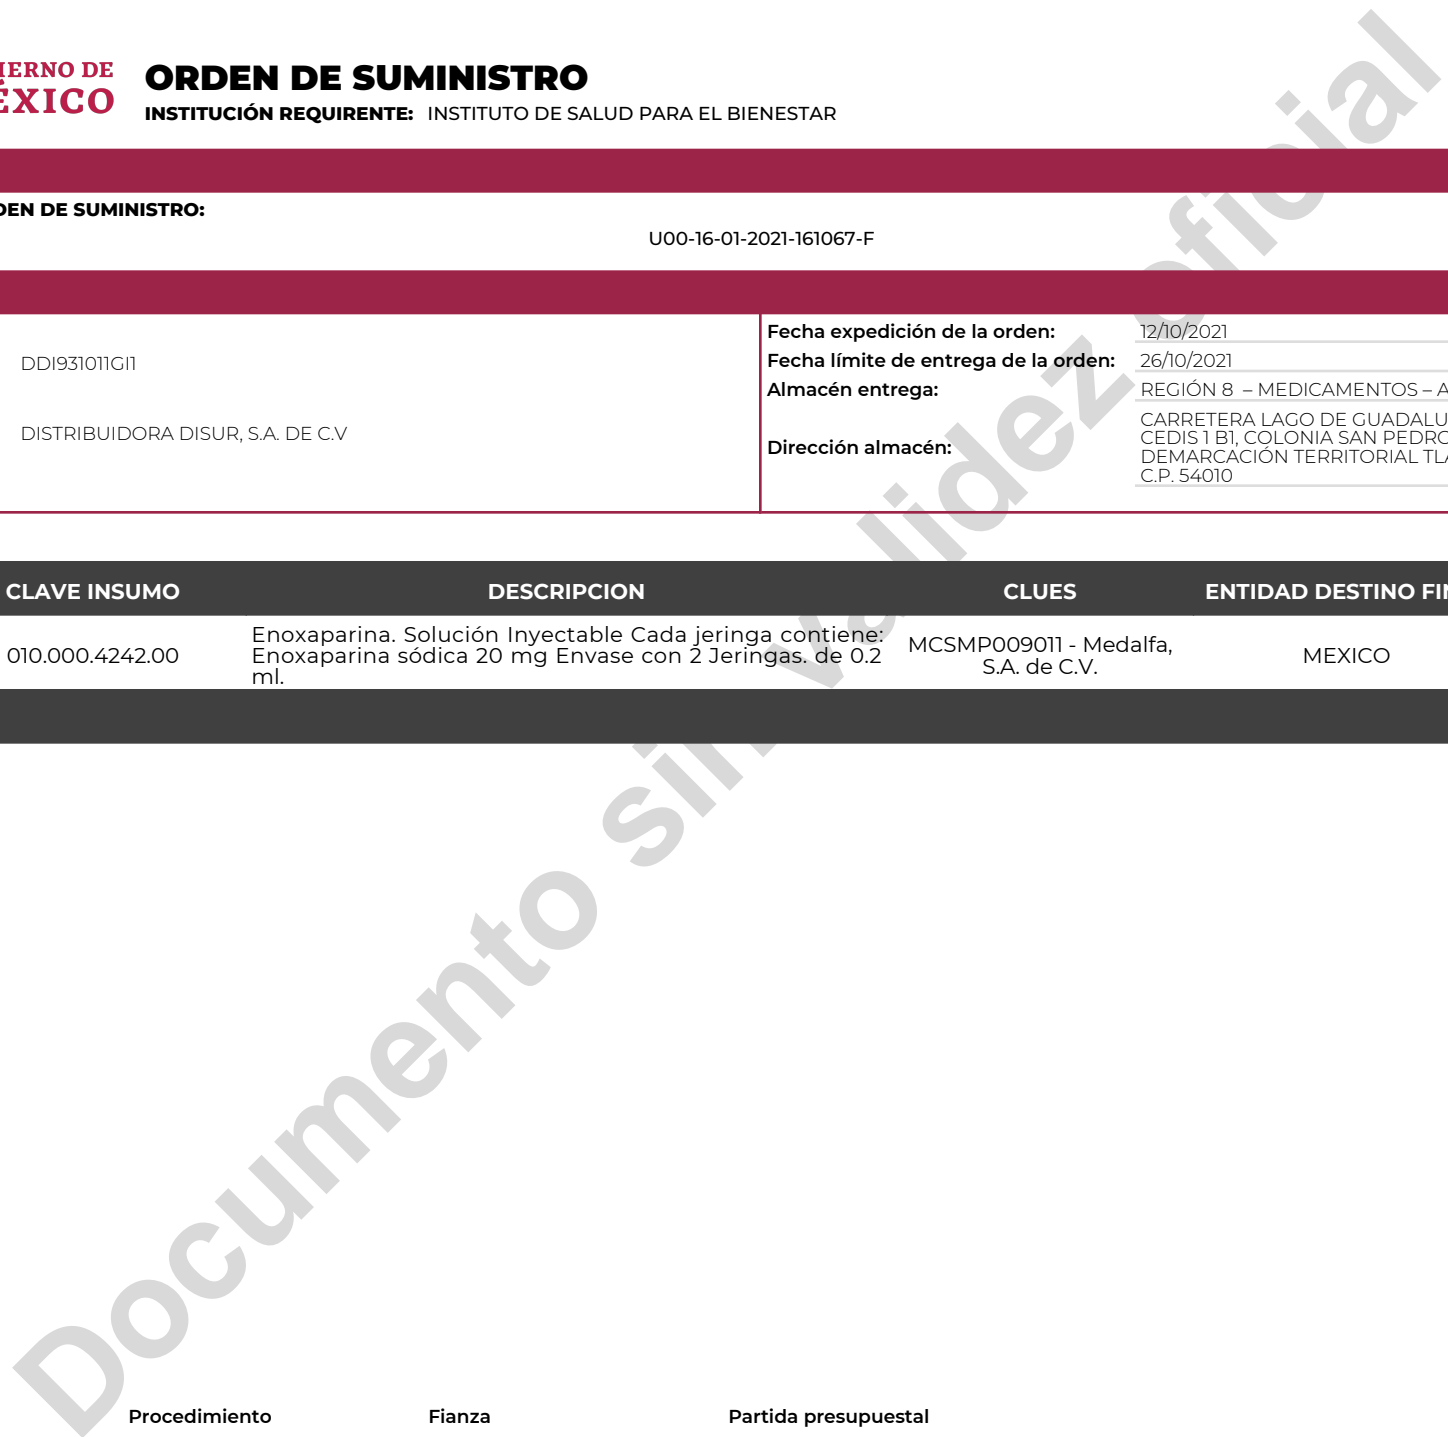 IERNO DE
ÉXICO
ORDEN DE SUMINISTRO
INSTITUCIÓN REQUIRENTE: INSTITUTO DE SALUD PARA EL BIENESTAR
DEN DE SUMINISTRO:
U00-16-01-2021-161067-F
DDI931011GI1
DISTRIBUIDORA DISUR, S.A. DE C.V
Fecha expedición de la orden: 12/10/2021
Fecha límite de entrega de la orden: 26/10/2021
Almacén entrega: REGIÓN 8 – MEDICAMENTOS – A
Dirección almacén:
CARRETERA LAGO DE GUADALU
CEDIS 1 B1, COLONIA SAN PEDRO
DEMARCACIÓN TERRITORIAL TLA
C.P. 54010
CLAVE INSUMO DESCRIPCION CLUES ENTIDAD DESTINO FIN
010.000.4242.00
Enoxaparina. Solución Inyectable Cada jeringa contiene:
Enoxaparina sódica 20 mg Envase con 2 Jeringas. de 0.2
ml.
MCSMP009011 - Medalfa,
S.A. de C.V.
MEXICO
Documento sin validez oficial
Procedimiento Fianza Partida presupuestal